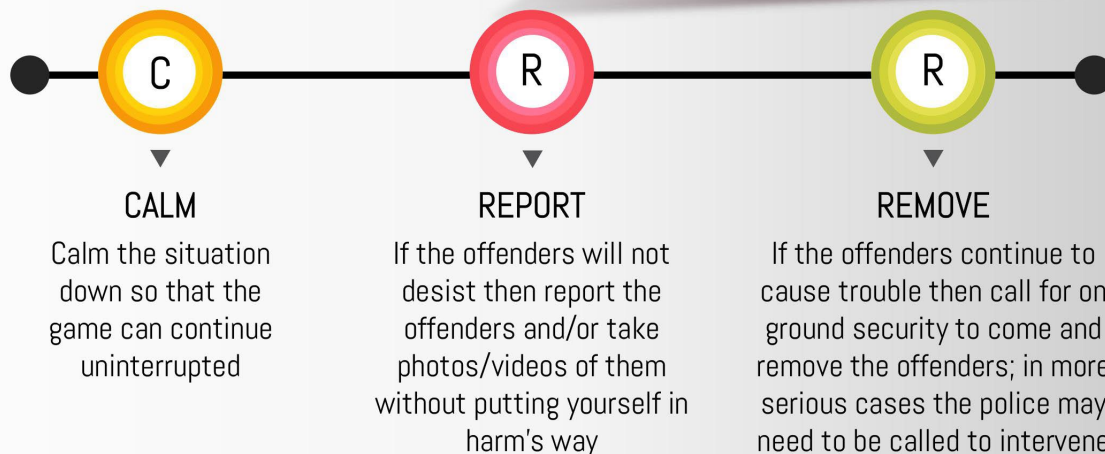 C
R
R
CALM
Calm the situation
down so that the
game can continue
uninterrupted
REPORT
If the offenders will not
desist then report the
offenders and/or take
photos/videos of them
without putting yourself in
harm's way
REMOVE
If the offenders continue to
cause trouble then call for on
ground security to come and
remove the offenders; in more
serious cases the police may
need to be called to intervene